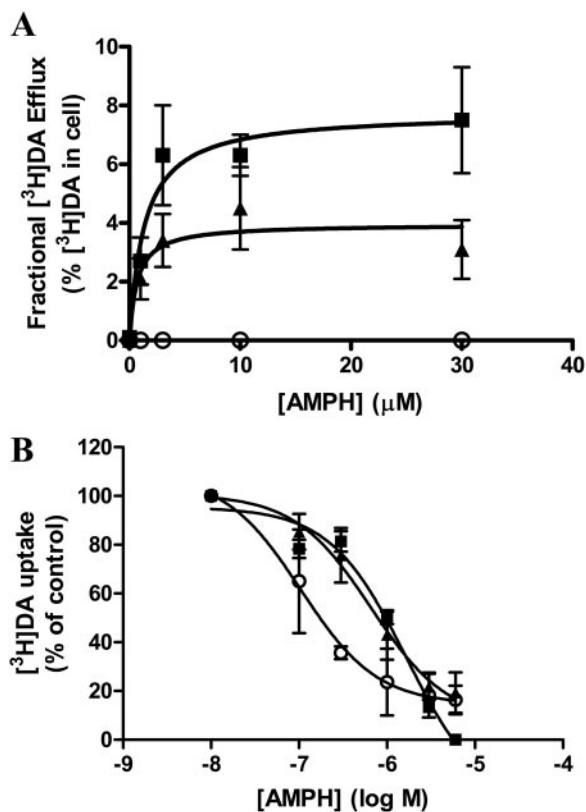 A
Fractional [³H]DA Efflux
(% [³H]DA in cell)
10
8
6
4
2
0
0 10 20 30 40
[AMPH] (μM)
B
[³H]DA uptake
(% of control)
120
100
80
60
40
20
0
-9 -8 -7 -6 -5 -4
[AMPH] (log M)